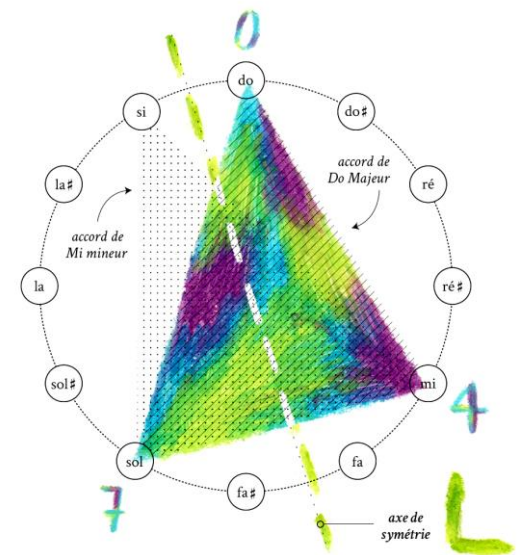 0
do
si
do♯
accord de
Do Majeur
la♯
ré
accord de
Mi mineur
la
ré♯
sol♯
mi
4
sol
fa
7
fa♯
L
axe de
symétrie